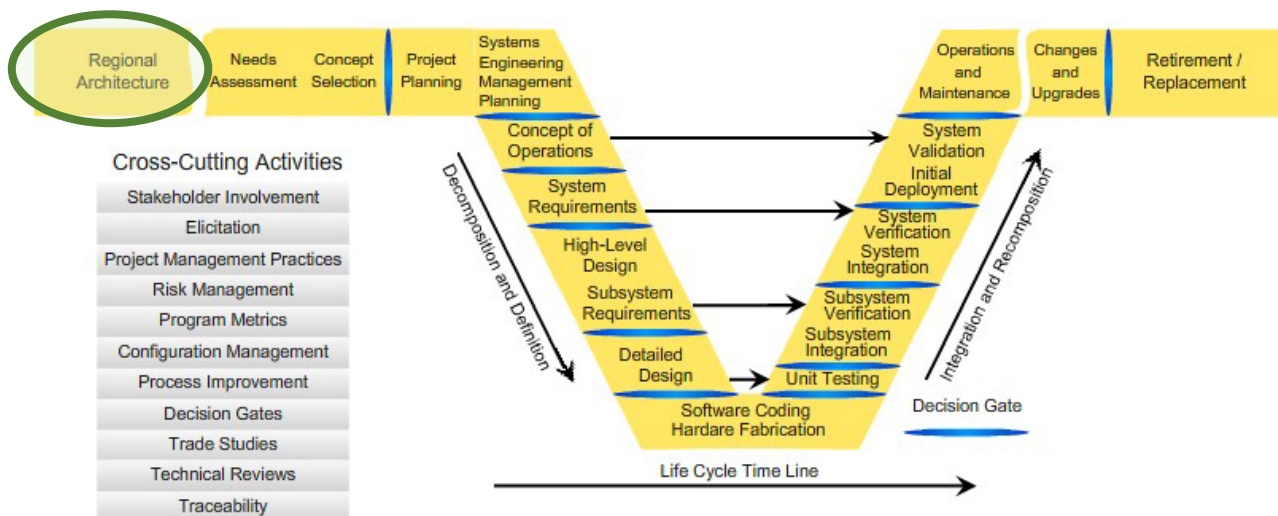 Regional
Architecture
Needs
Assessment
Concept
Selection
Project
Planning
Systems
Engineering
Management
Planning
Operations
and
Maintenance
Changes
and
Upgrades
Retirement /
Replacement
Concept of
Operations
System
Requirements
High-Level
Design
Subsystem
Requirements
Detailed
Design
Software Coding
Hardare Fabrication
System
Validation
Initial
Deployment
System
Verification
System
Integration
Subsystem
Verification
Subsystem
Integration
Unit Testing
Decomposition and Definition
Integration and Recomposition
Decision Gate
Life Cycle Time Line
Cross-Cutting Activities
Stakeholder Involvement
Elicitation
Project Management Practices
Risk Management
Program Metrics
Configuration Management
Process Improvement
Decision Gates
Trade Studies
Technical Reviews
Traceability